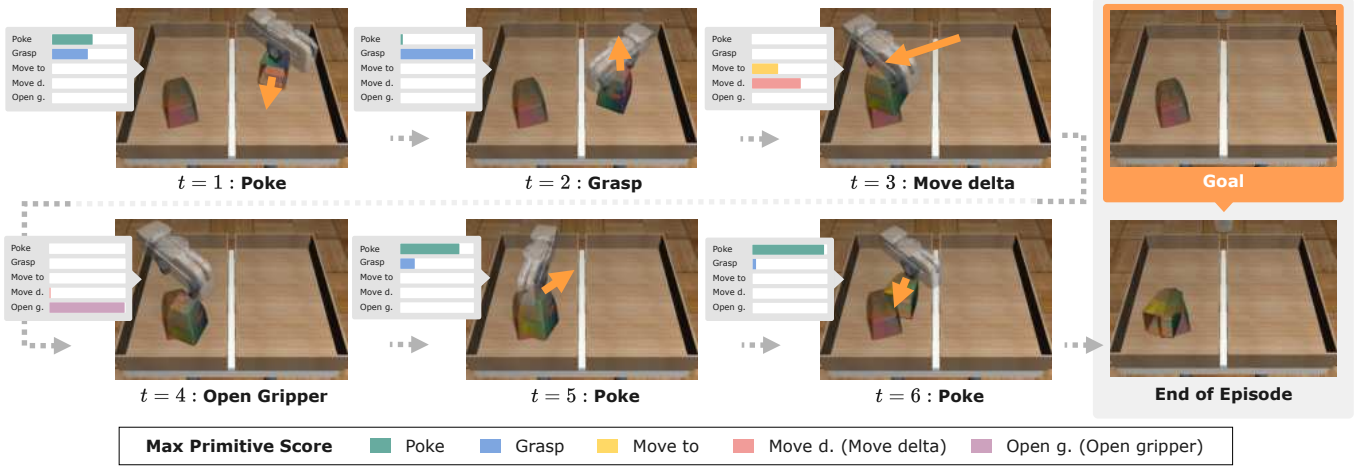 Poke
Grasp
Move to
Move d.
Open g.
t = 1 : Poke
Poke
Grasp
Move to
Move d.
Open g.
t = 2 : Grasp
Poke
Grasp
Move to
Move d.
Open g.
t = 3 : Move delta
Goal
Poke
Grasp
Move to
Move d.
Open g.
t = 4 : Open Gripper
Poke
Grasp
Move to
Move d.
Open g.
t = 5 : Poke
Poke
Grasp
Move to
Move d.
Open g.
t = 6 : Poke
End of Episode
Max Primitive Score Poke Grasp Move to Move d. (Move delta) Open g. (Open gripper)